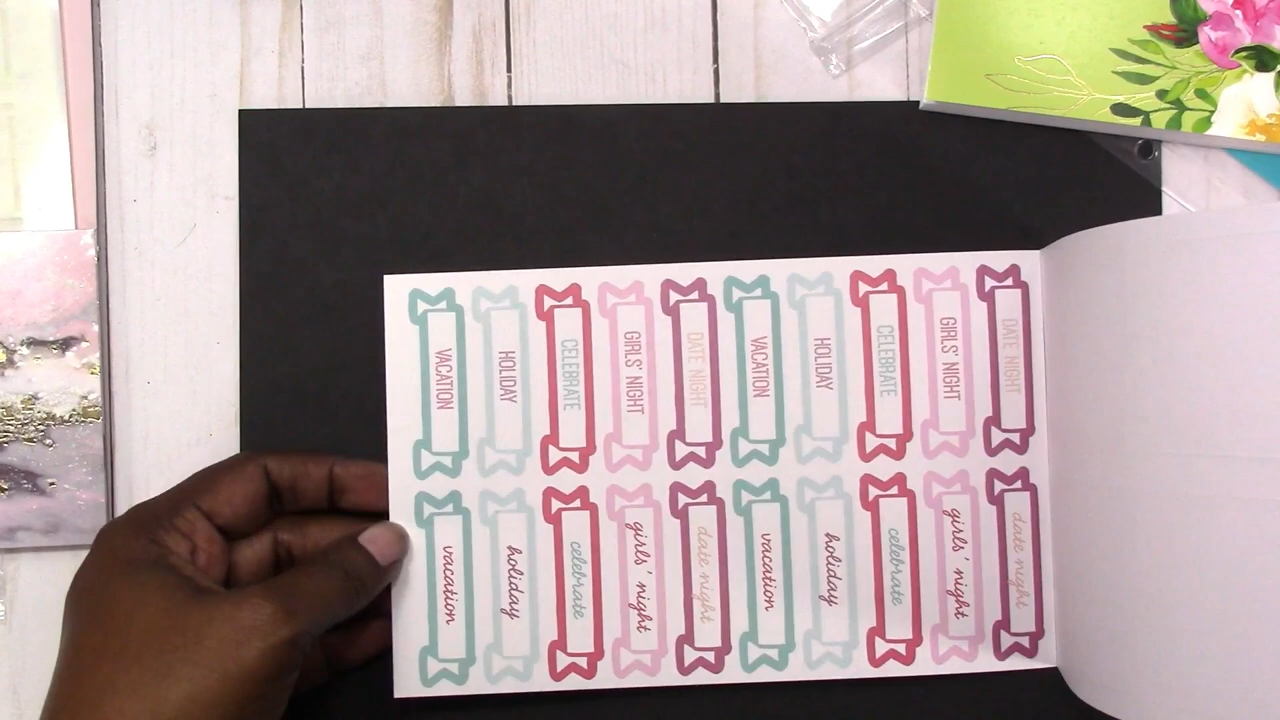 VACATION
HOLIDAY
CELEBRATE
GIRLS' NIGHT
DATE NIGHT
VACATION
HOLIDAY
CELEBRATE
GIRLS' NIGHT
DATE NIGHT
vacation
holiday
celebrate
girls' night
date night
vacation
holiday
celebrate
girls' night
date night